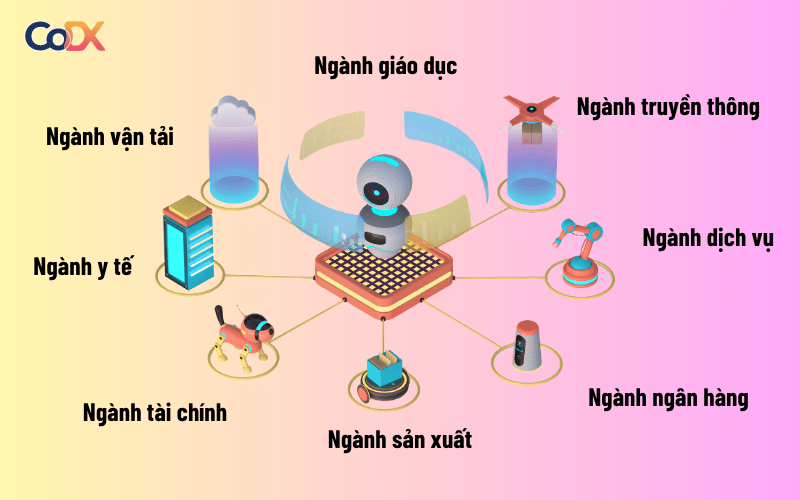 CoDX
Ngành giáo dục
Ngành truyền thông
Ngành vận tải
Ngành dịch vụ
Ngành y tế
Ngành ngân hàng
Ngành tài chính
Ngành sản xuất